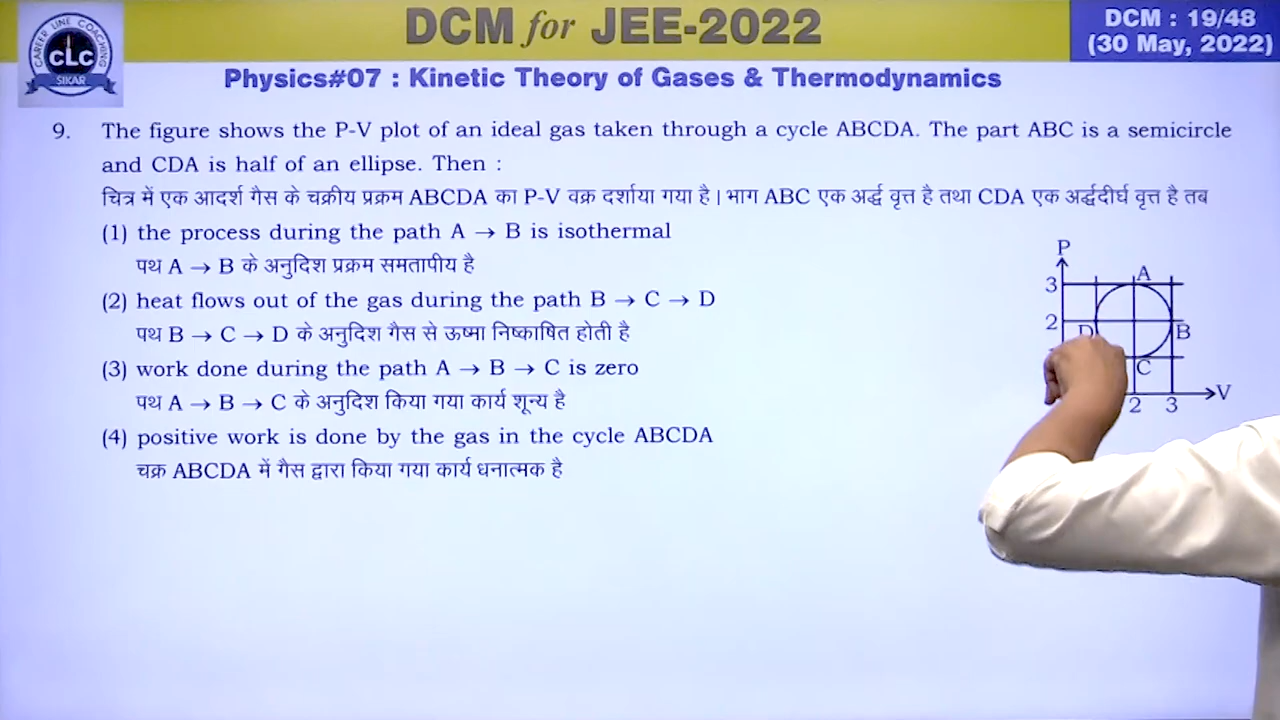 CAREER LINE COACHING
CLC
SIKAR
DCM for JEE-2022
DCM : 19/48
(30 May, 2022)
Physics#07 : Kinetic Theory of Gases & Thermodynamics
9. The figure shows the P-V plot of an ideal gas taken through a cycle ABCDA. The part ABC is a semicircle
and CDA is half of an ellipse. Then :
चित्र में एक आदर्श गैस के चक्रीय प्रक्रम ABCDA का P-V वक्र दर्शाया गया है। भाग ABC एक अर्द्ध वृत्त है तथा CDA एक अर्द्धदीर्घ वृत्त है तब
(1) the process during the path A → B is isothermal
पथ A → B के अनुदिश प्रक्रम समतापीय है
(2) heat flows out of the gas during the path B → C → D
पथ B → C → D के अनुदिश गैस से ऊष्मा निष्काषित होती है
(3) work done during the path A → B → C is zero
पथ A → B → C के अनुदिश किया गया कार्य शून्य है
(4) positive work is done by the gas in the cycle ABCDA
चक्र ABCDA में गैस द्वारा किया गया कार्य धनात्मक है
P
3 A
2 D B
C
V
2 3